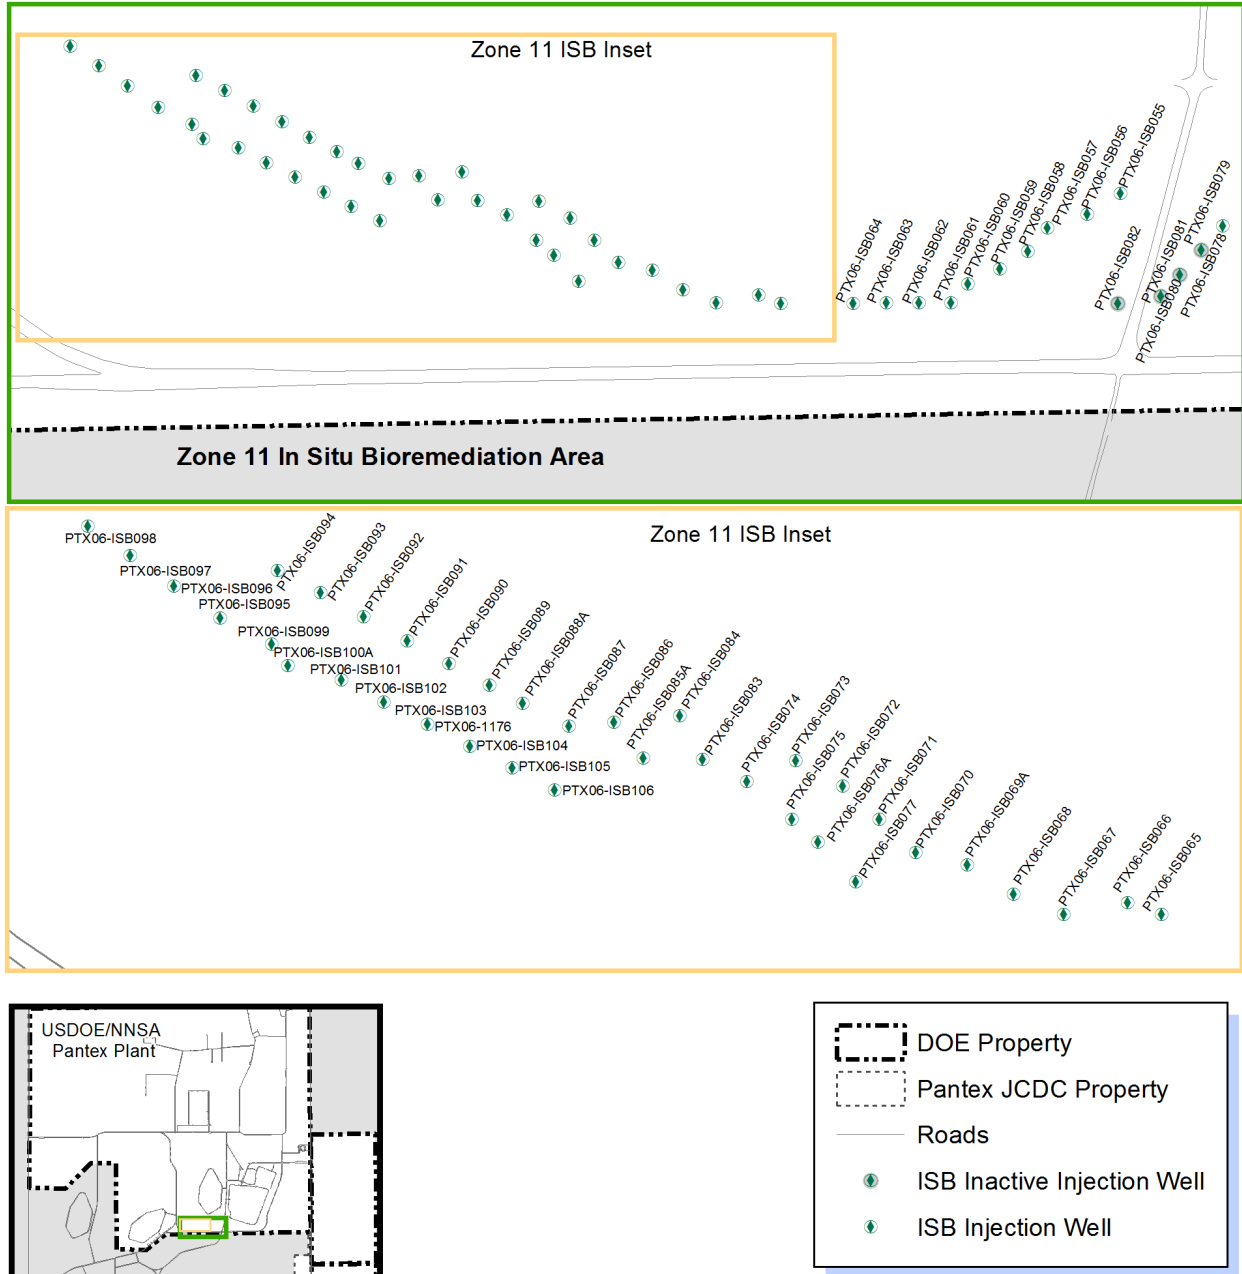 Zone 11 ISB Inset
PTX06-ISB064
PTX06-ISB063
PTX06-ISB062
PTX06-ISB061
PTX06-ISB060
PTX06-ISB059
PTX06-ISB058
PTX06-ISB057
PTX06-ISB056
PTX06-ISB055
PTX06-ISB082
PTX06-ISB081
PTX06-ISB080
PTX06-ISB079
PTX06-ISB078
Zone 11 In Situ Bioremediation Area
Zone 11 ISB Inset
PTX06-ISB098
PTX06-ISB097
PTX06-ISB096
PTX06-ISB095
PTX06-ISB094
PTX06-ISB093
PTX06-ISB092
PTX06-ISB091
PTX06-ISB090
PTX06-ISB089
PTX06-ISB088A
PTX06-ISB087
PTX06-ISB086
PTX06-ISB085A
PTX06-ISB084
PTX06-ISB083
PTX06-ISB074
PTX06-ISB073
PTX06-ISB075
PTX06-ISB072
PTX06-ISB076A
PTX06-ISB071
PTX06-ISB077
PTX06-ISB070
PTX06-ISB069A
PTX06-ISB068
PTX06-ISB067
PTX06-ISB066
PTX06-ISB065
PTX06-ISB099
PTX06-ISB100A
PTX06-ISB101
PTX06-ISB102
PTX06-ISB103
PTX06-1176
PTX06-ISB104
PTX06-ISB105
PTX06-ISB106
USDOE/NNSA
Pantex Plant
DOE Property
Pantex JCDC Property
Roads
ISB Inactive Injection Well
ISB Injection Well